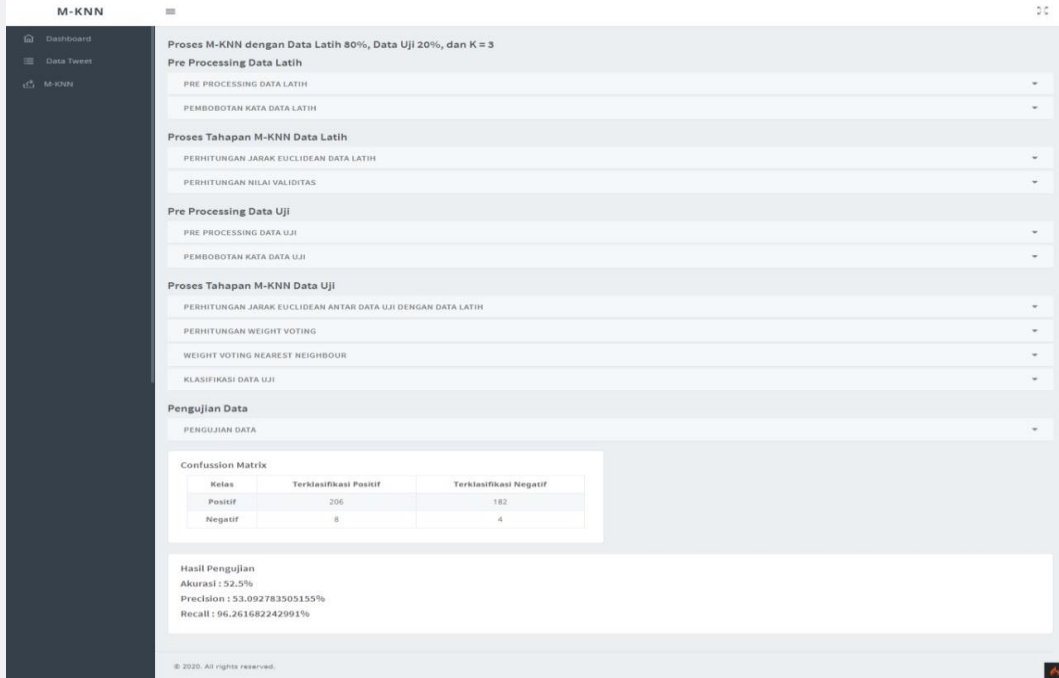 M-KNN
Dashboard
Data Tweet
M-KNN
Proses M-KNN dengan Data Latih 80%, Data Uji 20%, dan K = 3
Pre Processing Data Latih
PRE PROCESSING DATA LATIH
PEMBOBOTAN KATA DATA LATIH
Proses Tahapan M-KNN Data Latih
PERHITUNGAN JARAK EUCLIDEAN DATA LATIH
PERHITUNGAN NILAI VALIDITAS
Pre Processing Data Uji
PRE PROCESSING DATA UJI
PEMBOBOTAN KATA DATA UJI
Proses Tahapan M-KNN Data Uji
PERHITUNGAN JARAK EUCLIDEAN ANTAR DATA UJI DENGAN DATA LATIH
PERHITUNGAN WEIGHT VOTING
WEIGHT VOTING NEAREST NEIGHBOUR
KLASIFIKASI DATA UJI
Pengujian Data
PENGUJIAN DATA
Confussion Matrix
Kelas Terklasifikasi Positif Terklasifikasi Negatif
Positif 206 182
Negatif 8 4
Hasil Pengujian
Akurasi : 52.5%
Precision : 53.092783505155%
Recall : 96.261682242991%
© 2020. All rights reserved.